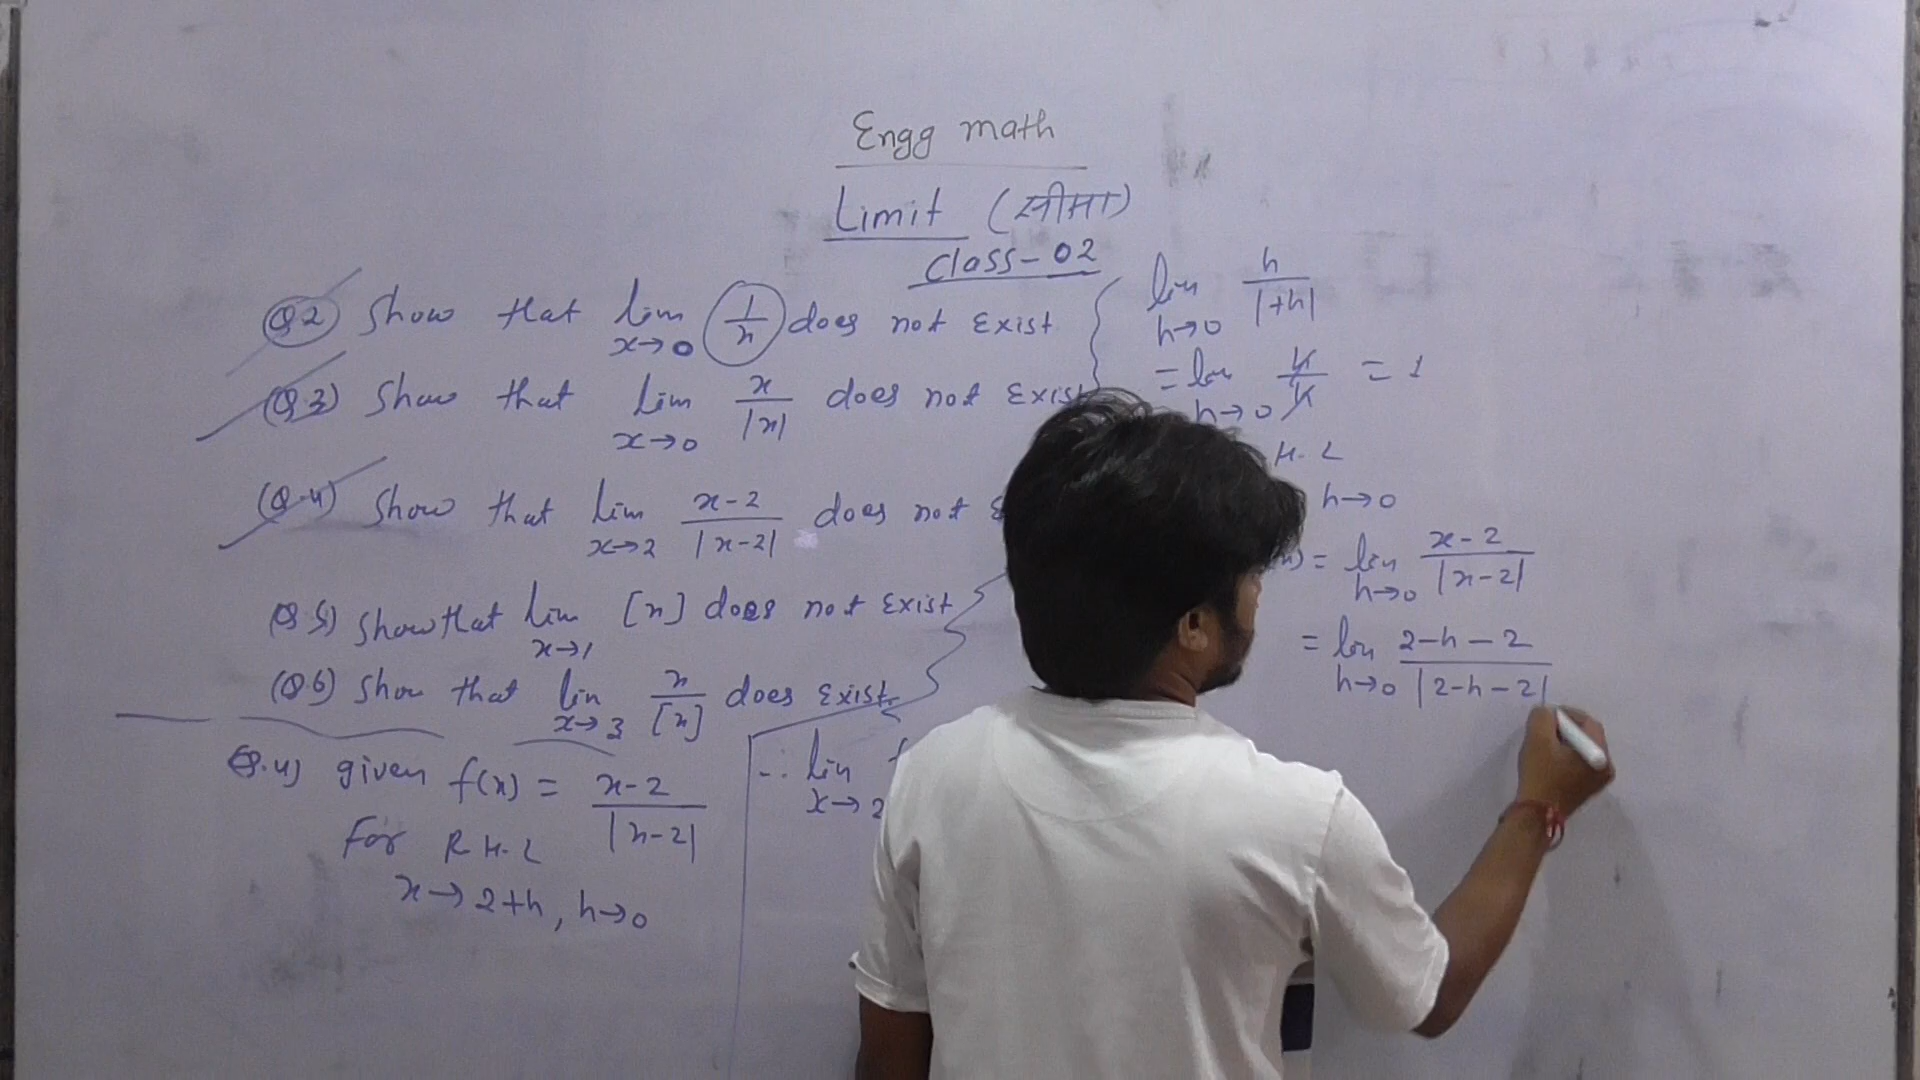 Engg math
Limit (सीमा)
Class-02
(Q.2) Show that lim x→0 1/x does not Exist
(Q.3) Show that lim x→0 x/|x| does not Exist
(Q.4) Show that lim x→2 x-2/|x-2| does not
(Q5) Show that lim x→1 [x] does not Exist
(Q6) Show that lim x→3 x/[x] does Exist
Q.4) given f(x) = x-2/|x-2|
For R.H.L
x→2+h, h→0
∴ lim x→2
lim h→0 h/|+h|
= lim h→0 h/h = 1
H.L
h→0
= lim h→0 x-2/|x-2|
= lim h→0 2-h-2/|2-h-2|